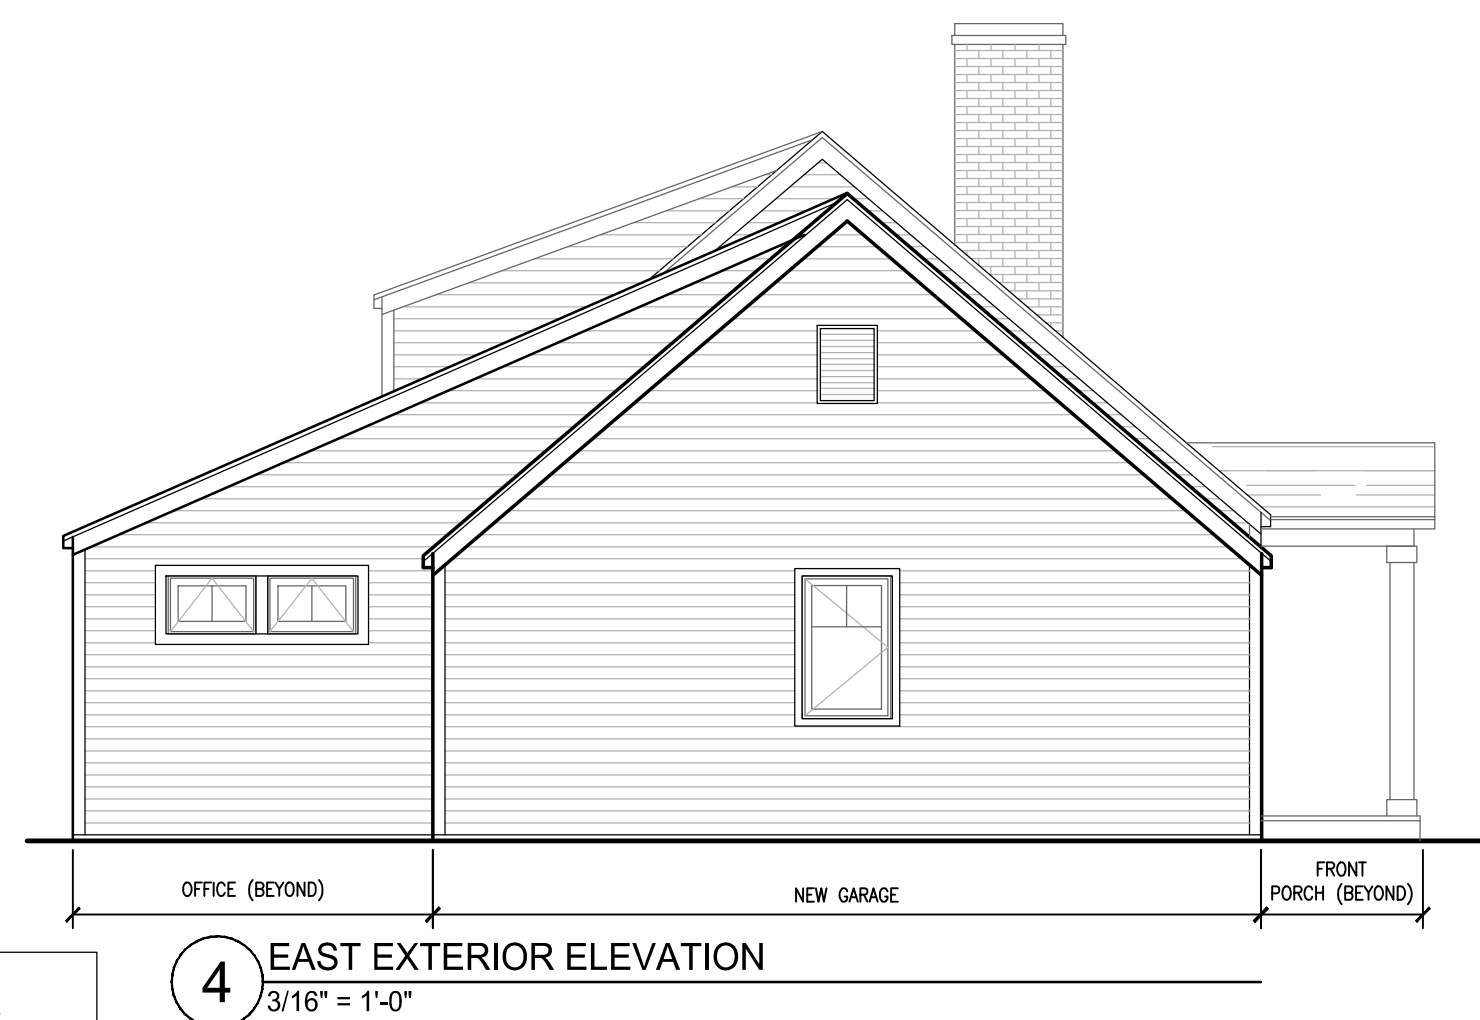 OFFICE (BEYOND)
NEW GARAGE
FRONT
PORCH (BEYOND)
4
EAST EXTERIOR ELEVATION
3/16" = 1'-0"